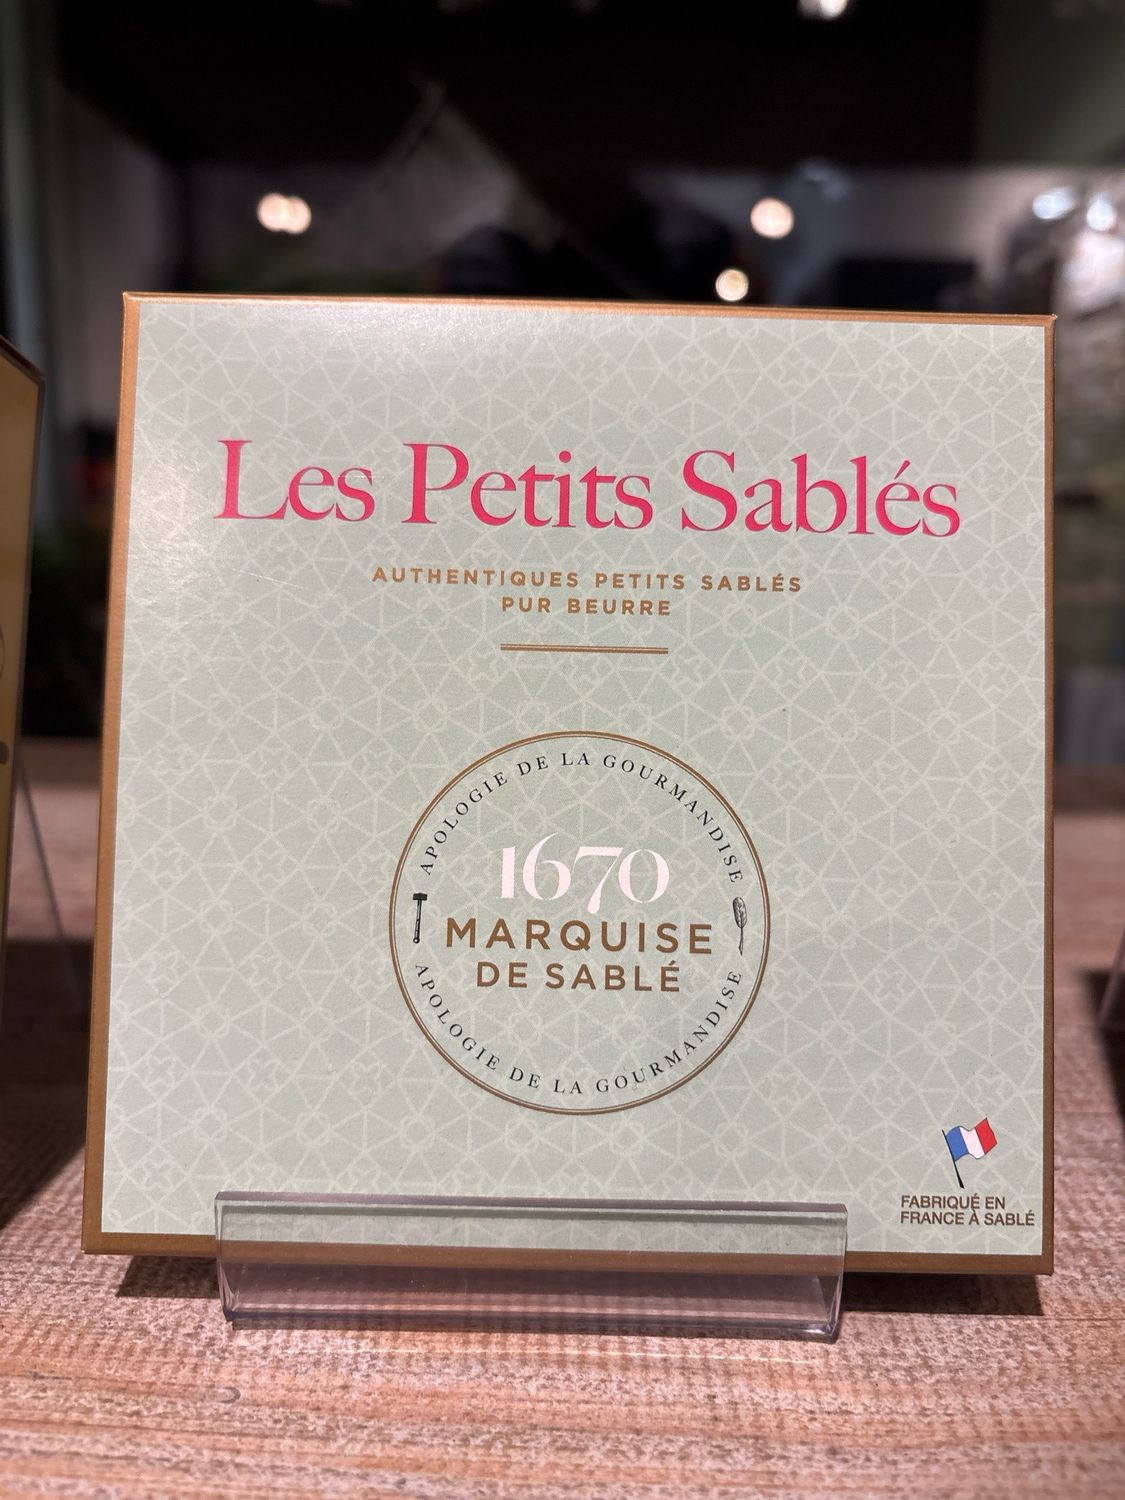 Les Petits Sablés
AUTHENTIQUES PETITS SABLÉS
PUR BEURRE
APOLOGIE DE LA GOURMANDISE
1670
MARQUISE
DE SABLÉ
APOLOGIE DE LA GOURMANDISE
FABRIQUÉ EN
FRANCE À SABLÉ